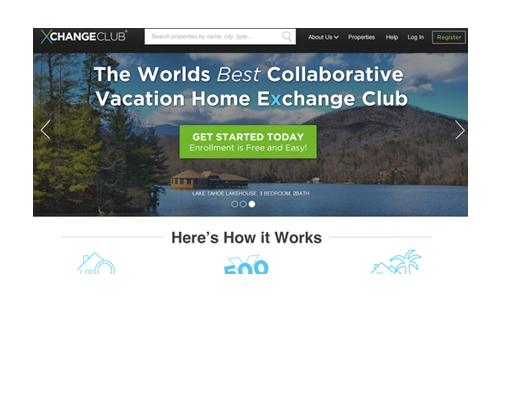 XCHANGECLUB®
Search properties by name, city, type...
About Us
Properties
Help
Log In
Register
The Worlds Best Collaborative
Vacation Home Exchange Club
GET STARTED TODAY
Enrollment is Free and Easy!
LAKE TAHOE LAKEHOUSE, 3 BEDROOM, 2BATH
Here's How it Works
500